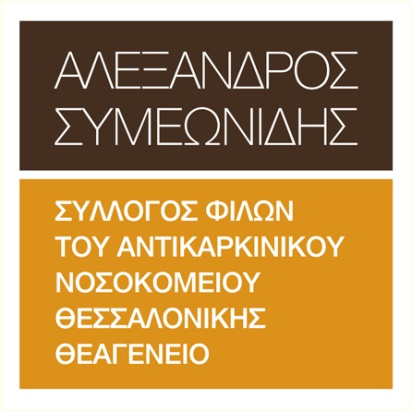 ΑΛΕΞΑΝΔΡΟΣ
ΣΥΜΕΩΝΙΔΗΣ
ΣΥΛΛΟΓΟΣ ΦΙΛΩΝ
ΤΟΥ ΑΝΤΙΚΑΡΚΙΝΙΚΟΥ
ΝΟΣΟΚΟΜΕΙΟΥ
ΘΕΣΣΑΛΟΝΙΚΗΣ
ΘΕΑΓΕΝΕΙΟ